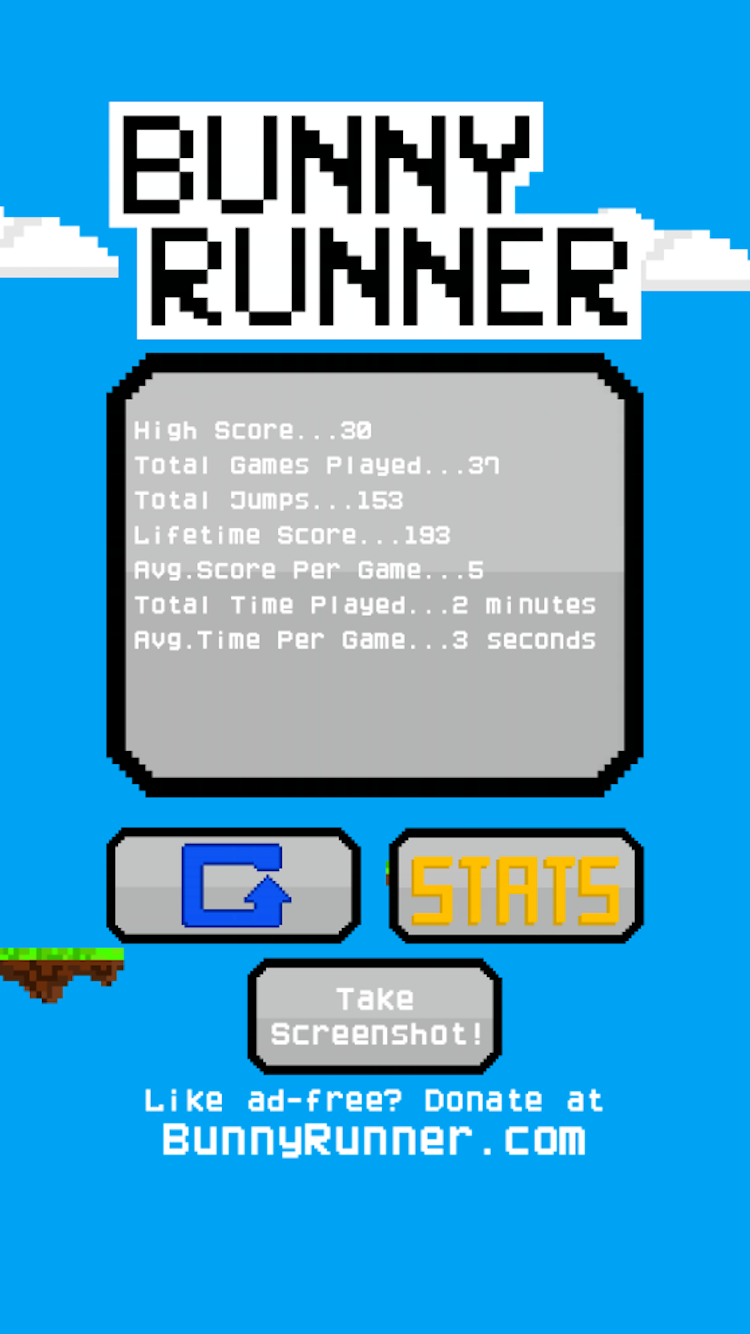 BUNNY
RUNNER
High Score...30
Total Games Played...37
Total Jumps...153
Lifetime Score...193
Avg.Score Per Game...5
Total Time Played...2 minutes
Avg.Time Per Game...3 seconds
STATS
Take
Screenshot!
Like ad-free? Donate at
BunnyRunner.com